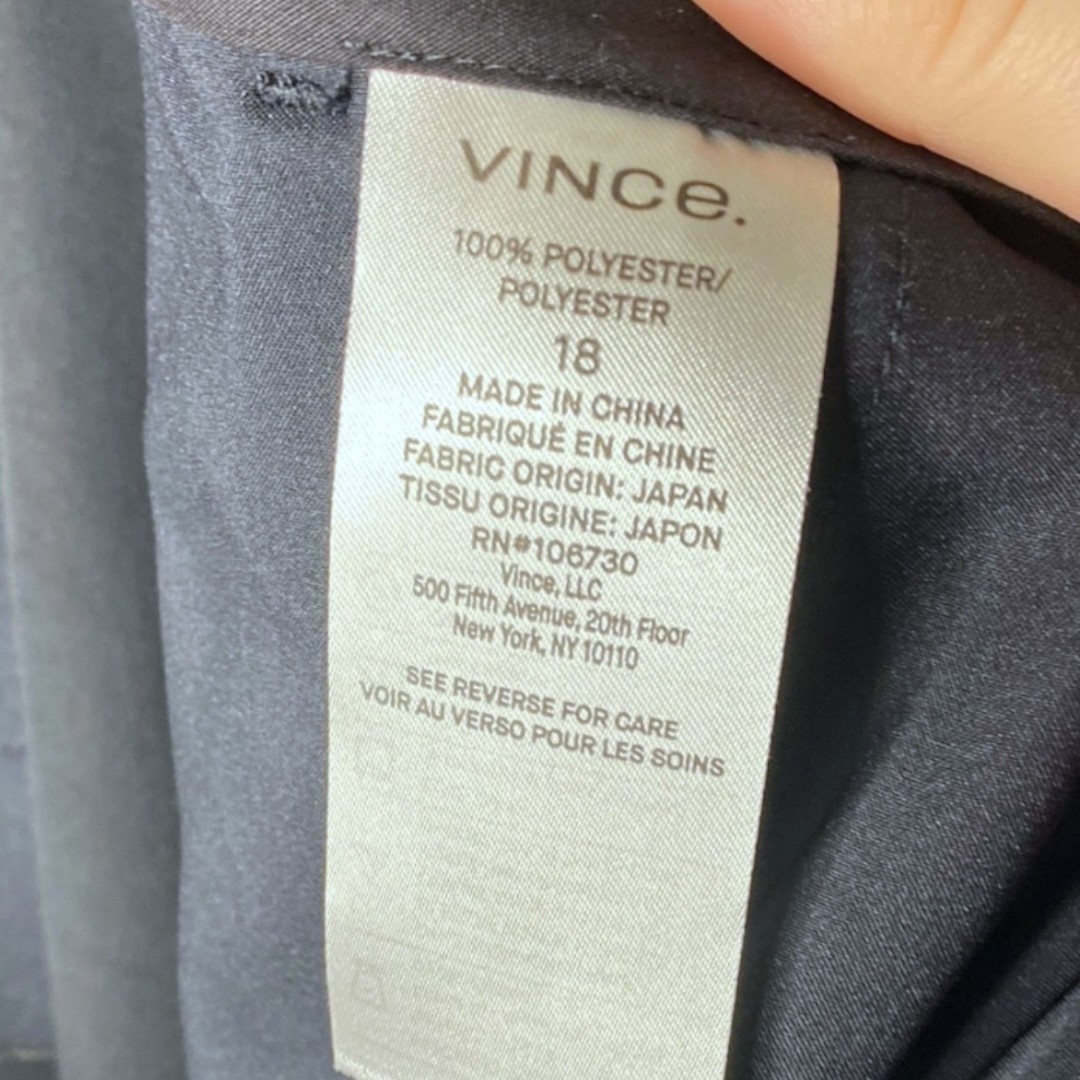 VINCe.
100% POLYESTER/
POLYESTER
18
MADE IN CHINA
FABRIQUÉ EN CHINE
FABRIC ORIGIN: JAPAN
TISSU ORIGINE: JAPON
RN#106730
Vince, LLC
500 Fifth Avenue, 20th Floor
New York, NY 10110
SEE REVERSE FOR CARE
VOIR AU VERSO POUR LES SOINS